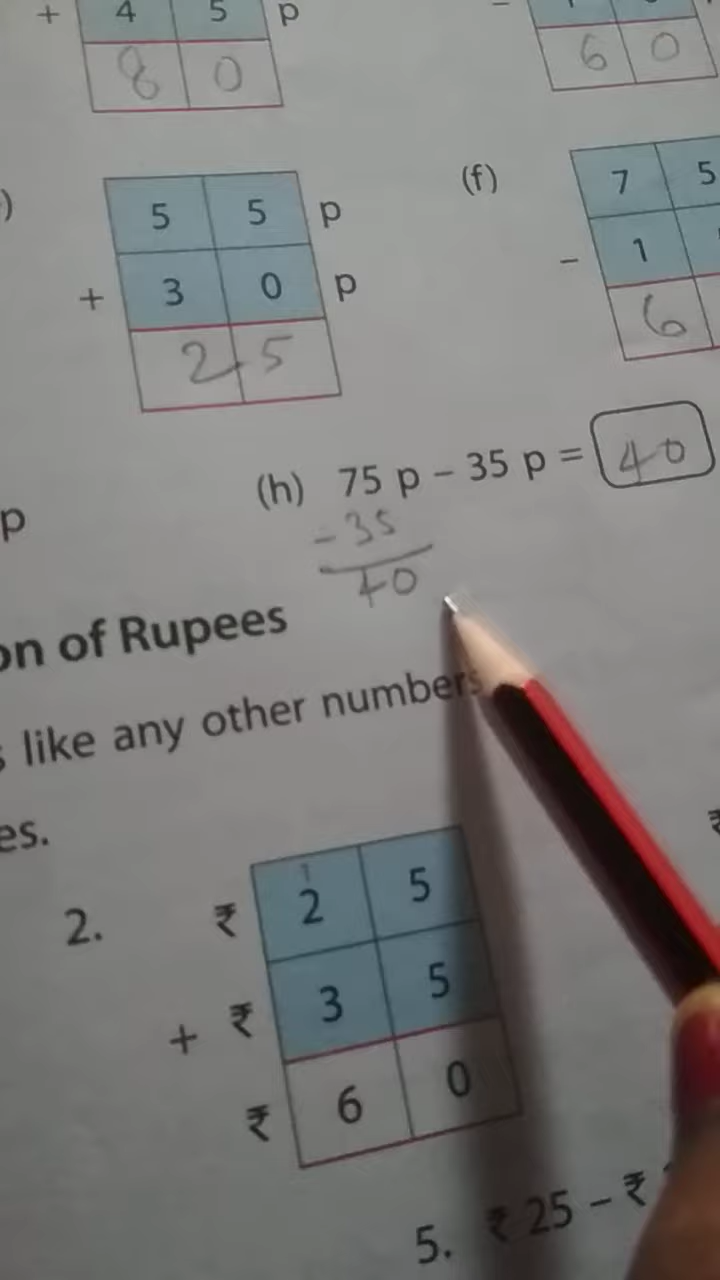 + 4 5 p
8 0
6 0
) 5 5 p
+ 3 0 p
2 5
(f) 7 5
− 1
6
p
(h) 75 p − 35 p = 40
− 35
40
on of Rupees
s like any other numbers
es.
2. ₹ 2 5
1
+ ₹ 3 5
₹ 6 0
5. ₹ 25 − ₹